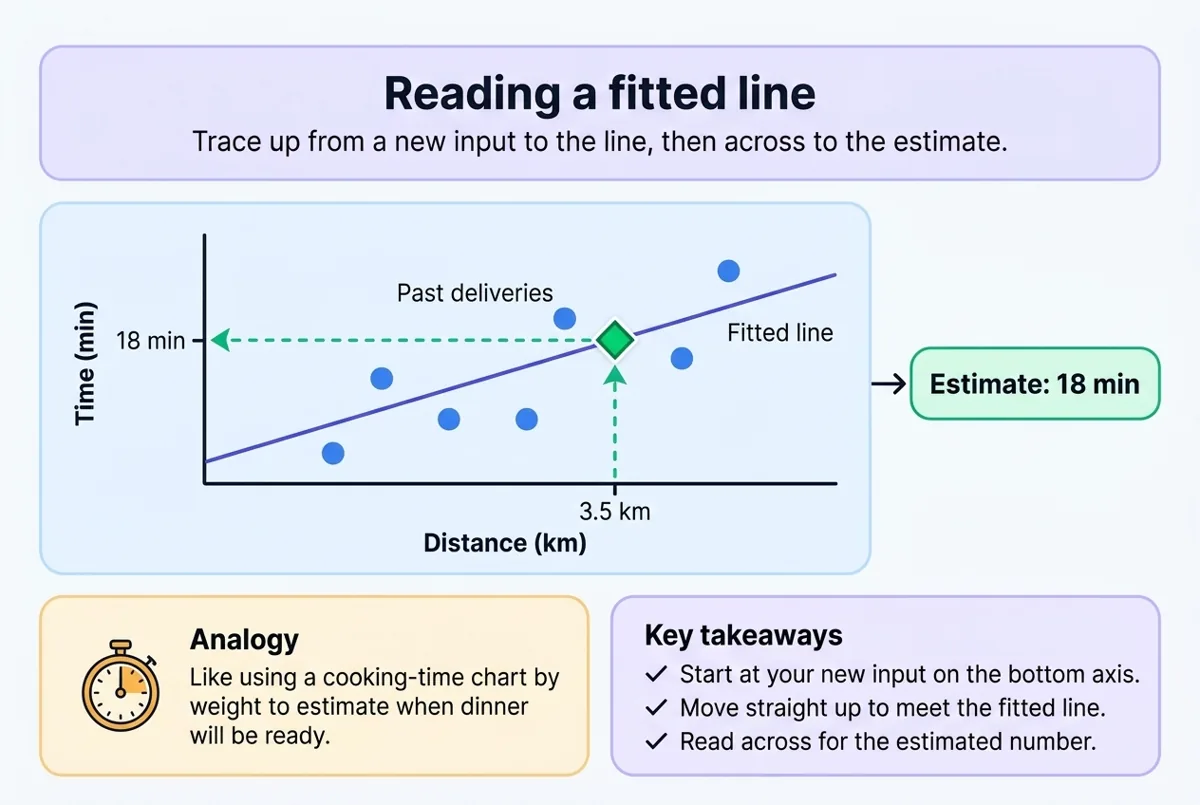 Reading a fitted line
Trace up from a new input to the line, then across to the estimate.
Past deliveries
Fitted line
Time (min)
18 min
3.5 km
Distance (km)
Estimate: 18 min
Analogy
Like using a cooking-time chart by
weight to estimate when dinner
will be ready.
Key takeaways
✓ Start at your new input on the bottom axis.
✓ Move straight up to meet the fitted line.
✓ Read across for the estimated number.